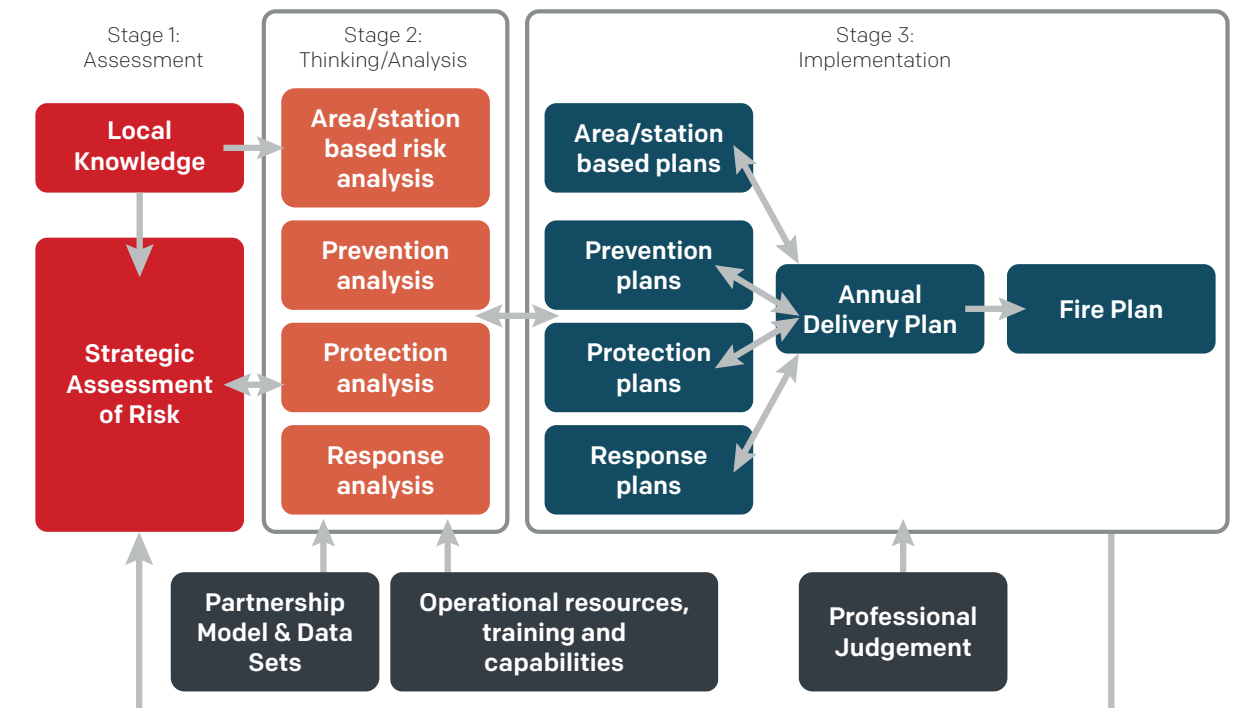 Stage 1:
Assessment
Stage 2:
Thinking/Analysis
Stage 3:
Implementation
Local
Knowledge
Strategic
Assessment
of Risk
Area/station
based risk
analysis
Prevention
analysis
Protection
analysis
Response
analysis
Area/station
based plans
Prevention
plans
Protection
plans
Response
plans
Annual
Delivery Plan
Fire Plan
Partnership
Model & Data
Sets
Operational resources,
training and
capabilities
Professional
Judgement